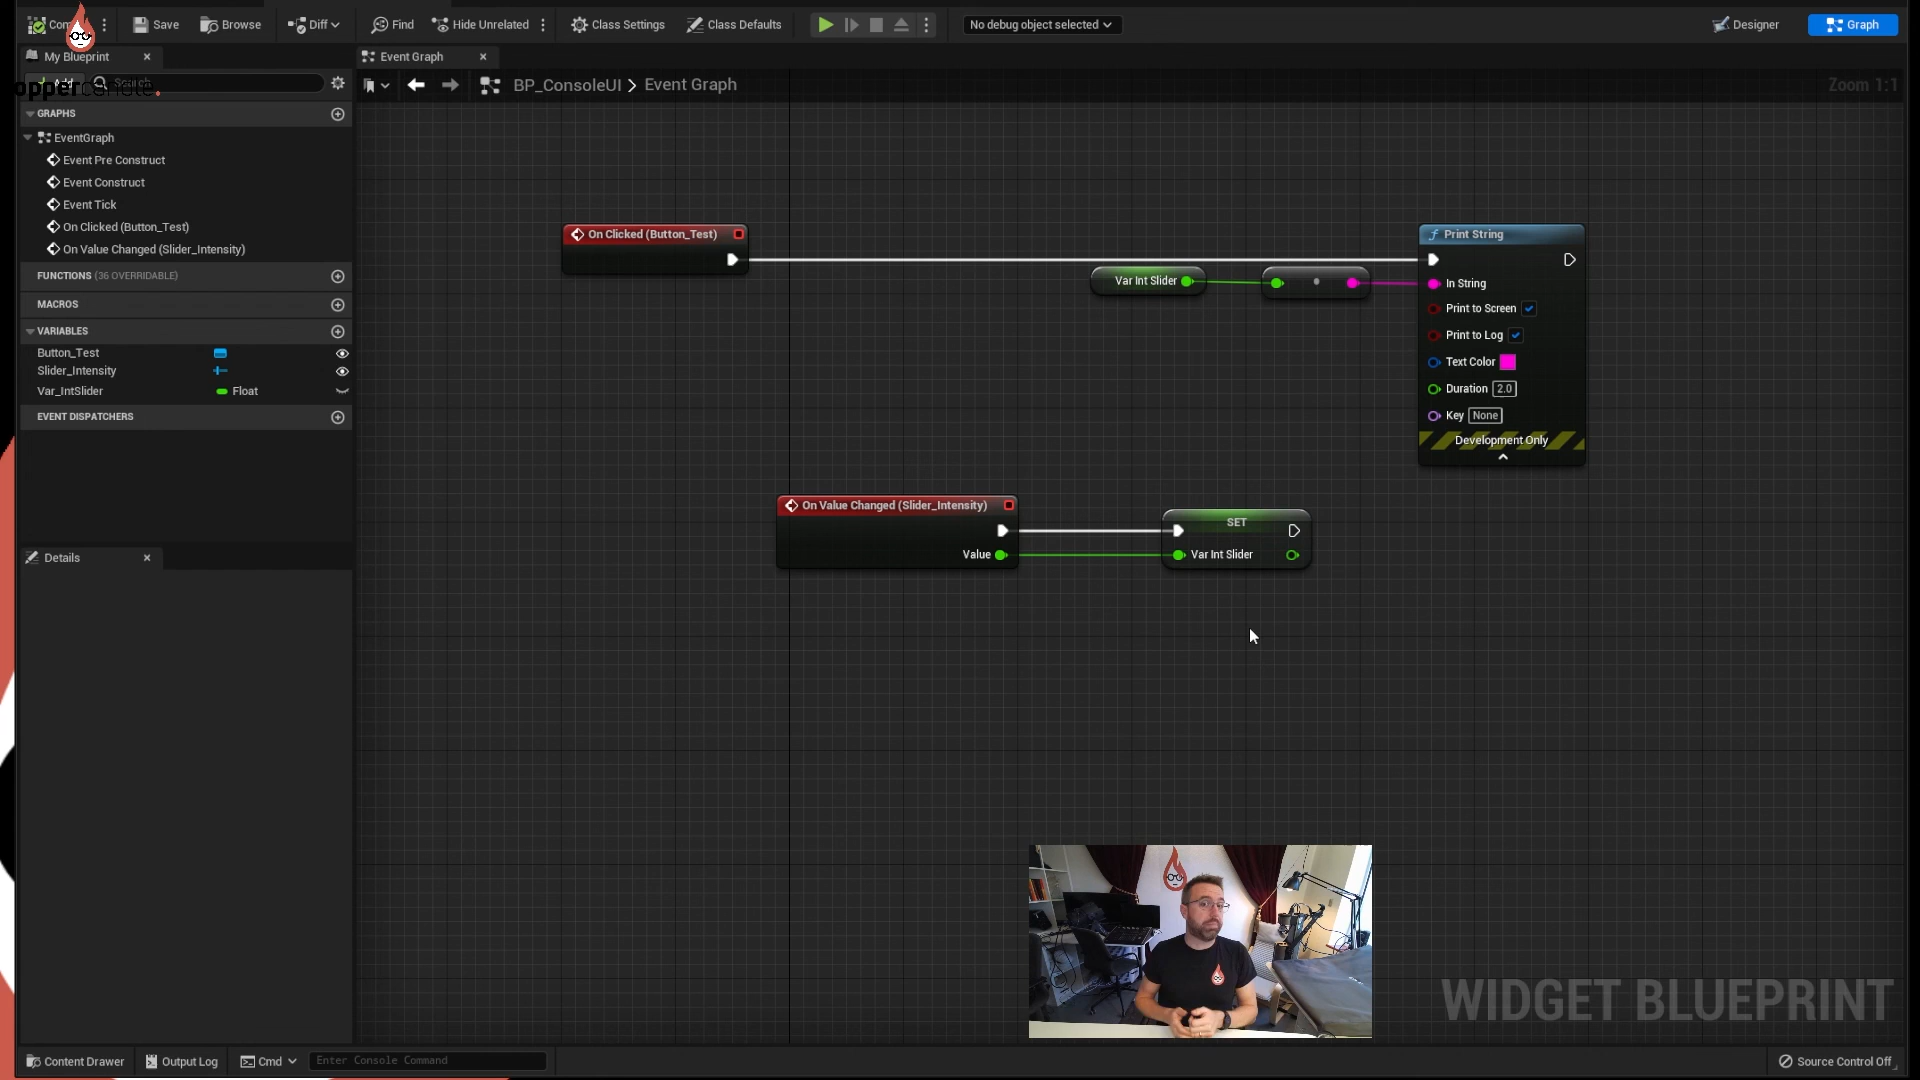 Save
Browse
Diff
Find
Hide Unrelated
Class Settings
Class Defaults
No debug object selected
Designer
Graph
My Blueprint
Event Graph
Search
BP_ConsoleUI > Event Graph
Zoom 1:1
GRAPHS
EventGraph
Event Pre Construct
Event Construct
Event Tick
On Clicked (Button_Test)
On Value Changed (Slider_Intensity)
FUNCTIONS (36 OVERRIDABLE)
MACROS
VARIABLES
Button_Test
Slider_Intensity
Var_IntSlider Float
EVENT DISPATCHERS
Details
On Clicked (Button_Test)
Var Int Slider
Print String
In String
Print to Screen
Print to Log
Text Color
Duration 2.0
Key None
Development Only
On Value Changed (Slider_Intensity)
Value
SET
Var Int Slider
WIDGET BLUEPRINT
Content Drawer
Output Log
Cmd
Enter Console Command
Source Control Off